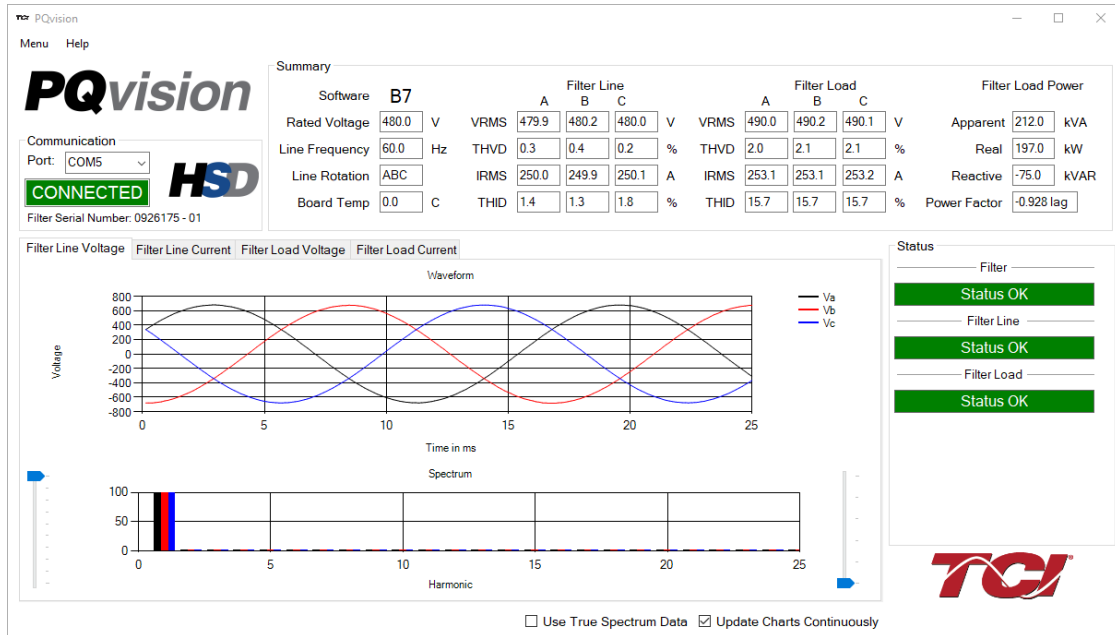 TCI PQvision
Menu Help
PQvision
Communication
Port: COM5
CONNECTED
HSD
Filter Serial Number: 0926175 - 01
Summary
Software B7
Rated Voltage 480.0 V
Line Frequency 60.0 Hz
Line Rotation ABC
Board Temp 0.0 C
Filter Line
A B C
VRMS 479.9 480.2 480.0 V
THVD 0.3 0.4 0.2 %
IRMS 250.0 249.9 250.1 A
THID 1.4 1.3 1.8 %
Filter Load
A B C
VRMS 490.0 490.2 490.1 V
THVD 2.0 2.1 2.1 %
IRMS 253.1 253.1 253.2 A
THID 15.7 15.7 15.7 %
Filter Load Power
Apparent 212.0 kVA
Real 197.0 kW
Reactive -75.0 kVAR
Power Factor -0.928 lag
Filter Line Voltage Filter Line Current Filter Load Voltage Filter Load Current
Waveform
Voltage
800
600
400
200
0
-200
-400
-600
-800
0 5 10 15 20 25
Time in ms
Va
Vb
Vc
Spectrum
100
50
0
0 5 10 15 20 25
Harmonic
Status
Filter
Status OK
Filter Line
Status OK
Filter Load
Status OK
TCI®
Use True Spectrum Data Update Charts Continuously